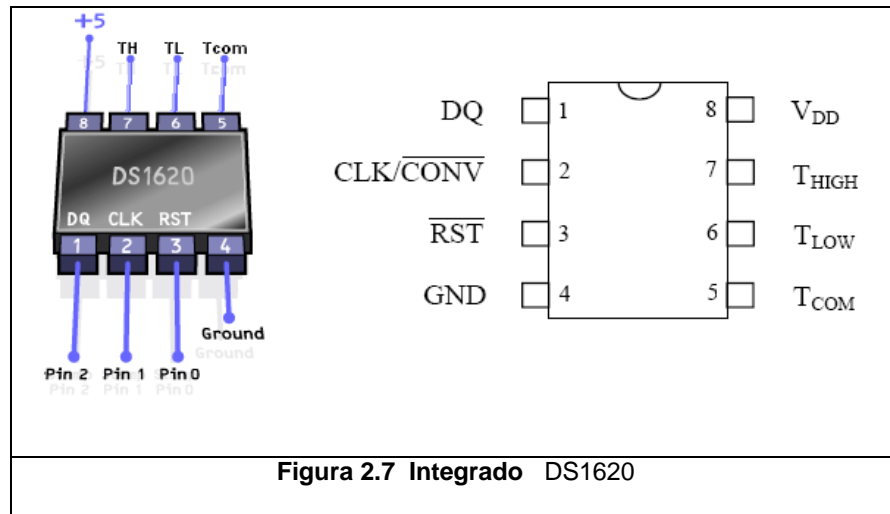 +5
TH TL Tcom
8 7 6 5
DS1620
DQ CLK RST
1 2 3 4
Ground
Pin 2 Pin 1 Pin 0
DQ 1 8 VDD
CLK/CONV 2 7 THIGH
RST 3 6 TLOW
GND 4 5 TCOM
Figura 2.7 Integrado DS1620